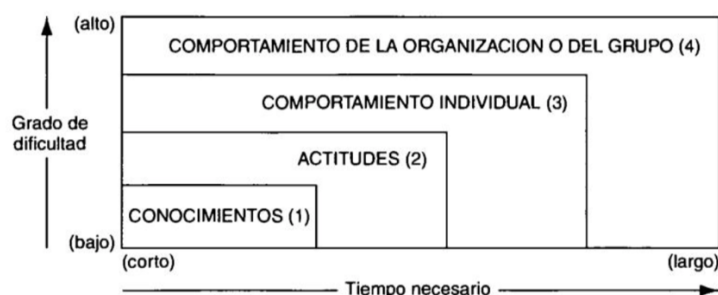 (alto)
COMPORTAMIENTO DE LA ORGANIZACION O DEL GRUPO (4)
COMPORTAMIENTO INDIVIDUAL (3)
Grado de
dificultad
ACTITUDES (2)
CONOCIMIENTOS (1)
(bajo)
(corto)
(largo)
Tiempo necesario